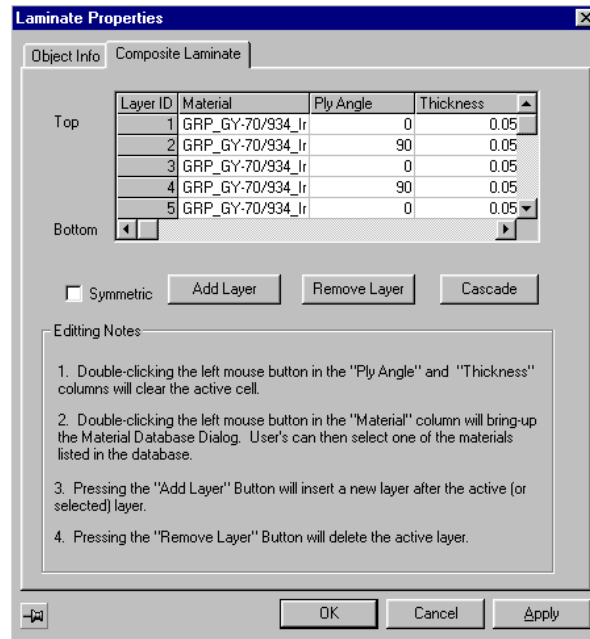 Laminate Properties
Object Info Composite Laminate
Layer ID Material Ply Angle Thickness
Top
1 GRP_GY-70/934_Ir 0 0.05
2 GRP_GY-70/934_Ir 90 0.05
3 GRP_GY-70/934_Ir 0 0.05
4 GRP_GY-70/934_Ir 90 0.05
5 GRP_GY-70/934_Ir 0 0.05
Bottom
Symmetric Add Layer Remove Layer Cascade
Editting Notes
1. Double-clicking the left mouse button in the "Ply Angle" and "Thickness"
columns will clear the active cell.
2. Double-clicking the left mouse button in the "Material" column will bring-up
the Material Database Dialog. User's can then select one of the materials
listed in the database.
3. Pressing the "Add Layer" Button will insert a new layer after the active (or
selected) layer.
4. Pressing the "Remove Layer" Button will delete the active layer.
OK Cancel Apply